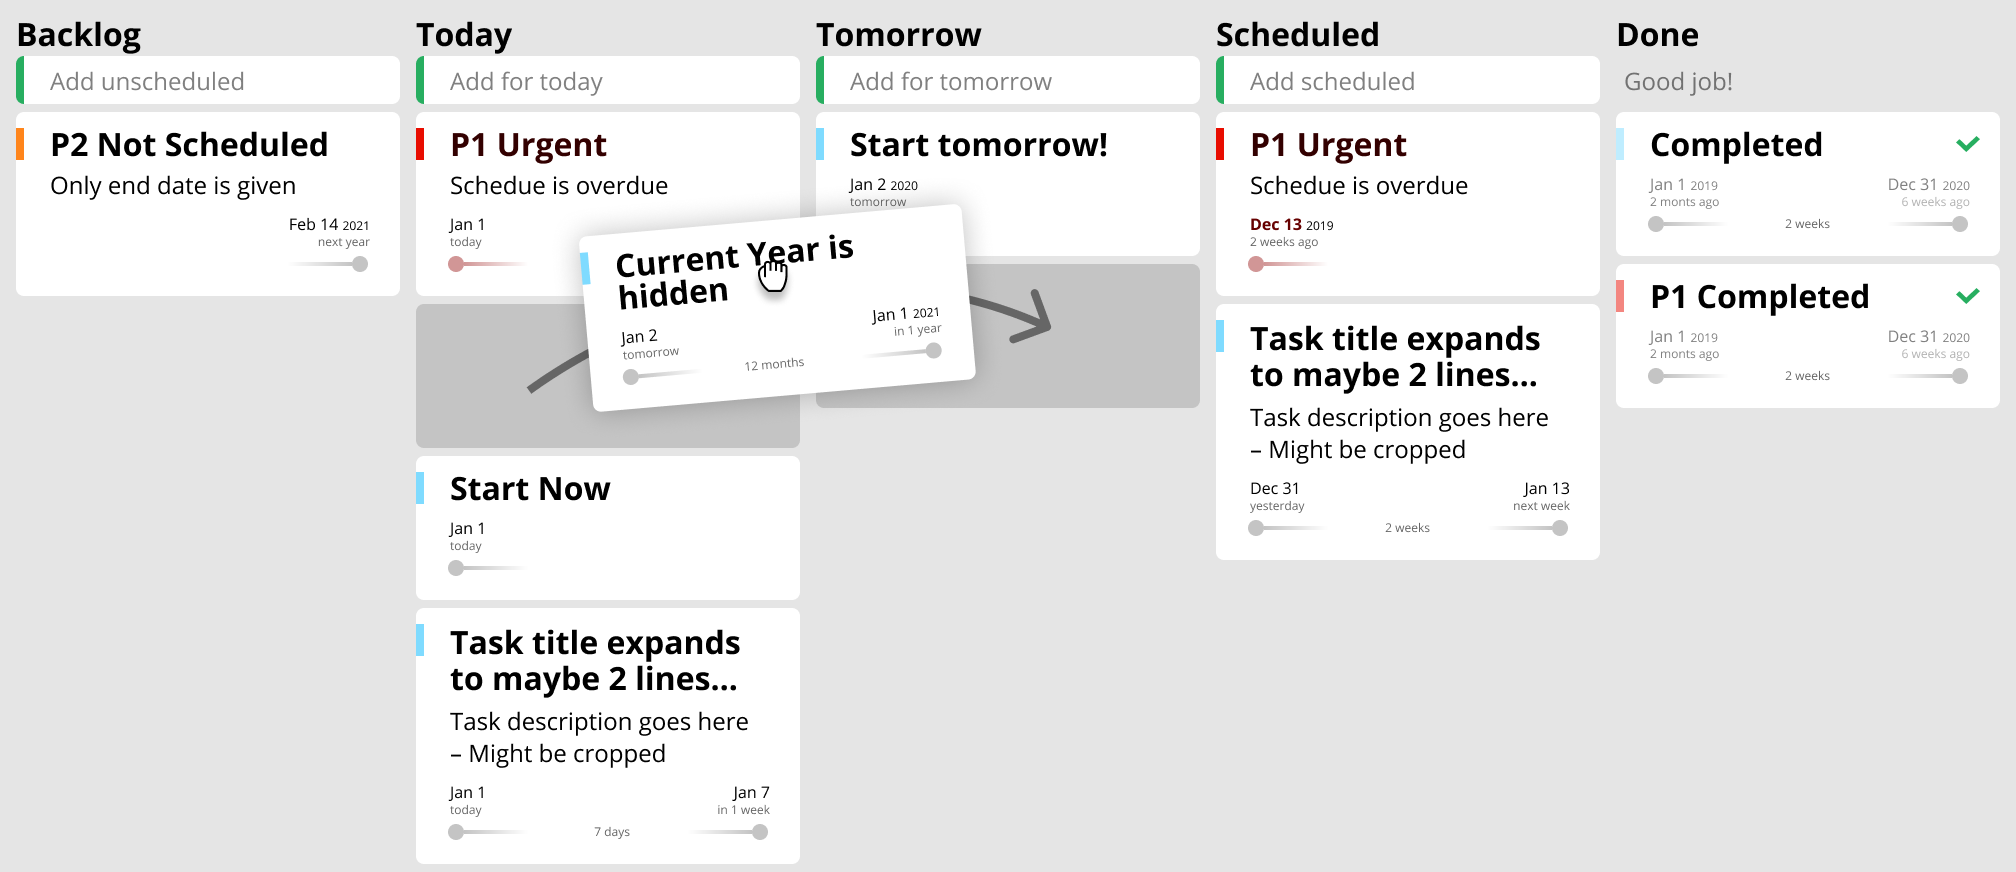 Backlog
Add unscheduled
P2 Not Scheduled
Only end date is given
Feb 14 2021
next year
Today
Add for today
P1 Urgent
Schedue is overdue
Jan 1
today
Current Year is
hidden
Jan 2
tomorrow
12 months
Jan 1 2021
in 1 year
Start Now
Jan 1
today
Task title expands
to maybe 2 lines...
Task description goes here
– Might be cropped
Jan 1
today
7 days
Jan 7
in 1 week
Tomorrow
Add for tomorrow
Start tomorrow!
Jan 2 2020
tomorrow
Scheduled
Add scheduled
P1 Urgent
Schedue is overdue
Dec 13 2019
2 weeks ago
Task title expands
to maybe 2 lines...
Task description goes here
– Might be cropped
Dec 31
yesterday
2 weeks
Jan 13
next week
Done
Good job!
Completed
Jan 1 2019
2 monts ago
2 weeks
Dec 31 2020
6 weeks ago
P1 Completed
Jan 1 2019
2 monts ago
2 weeks
Dec 31 2020
6 weeks ago